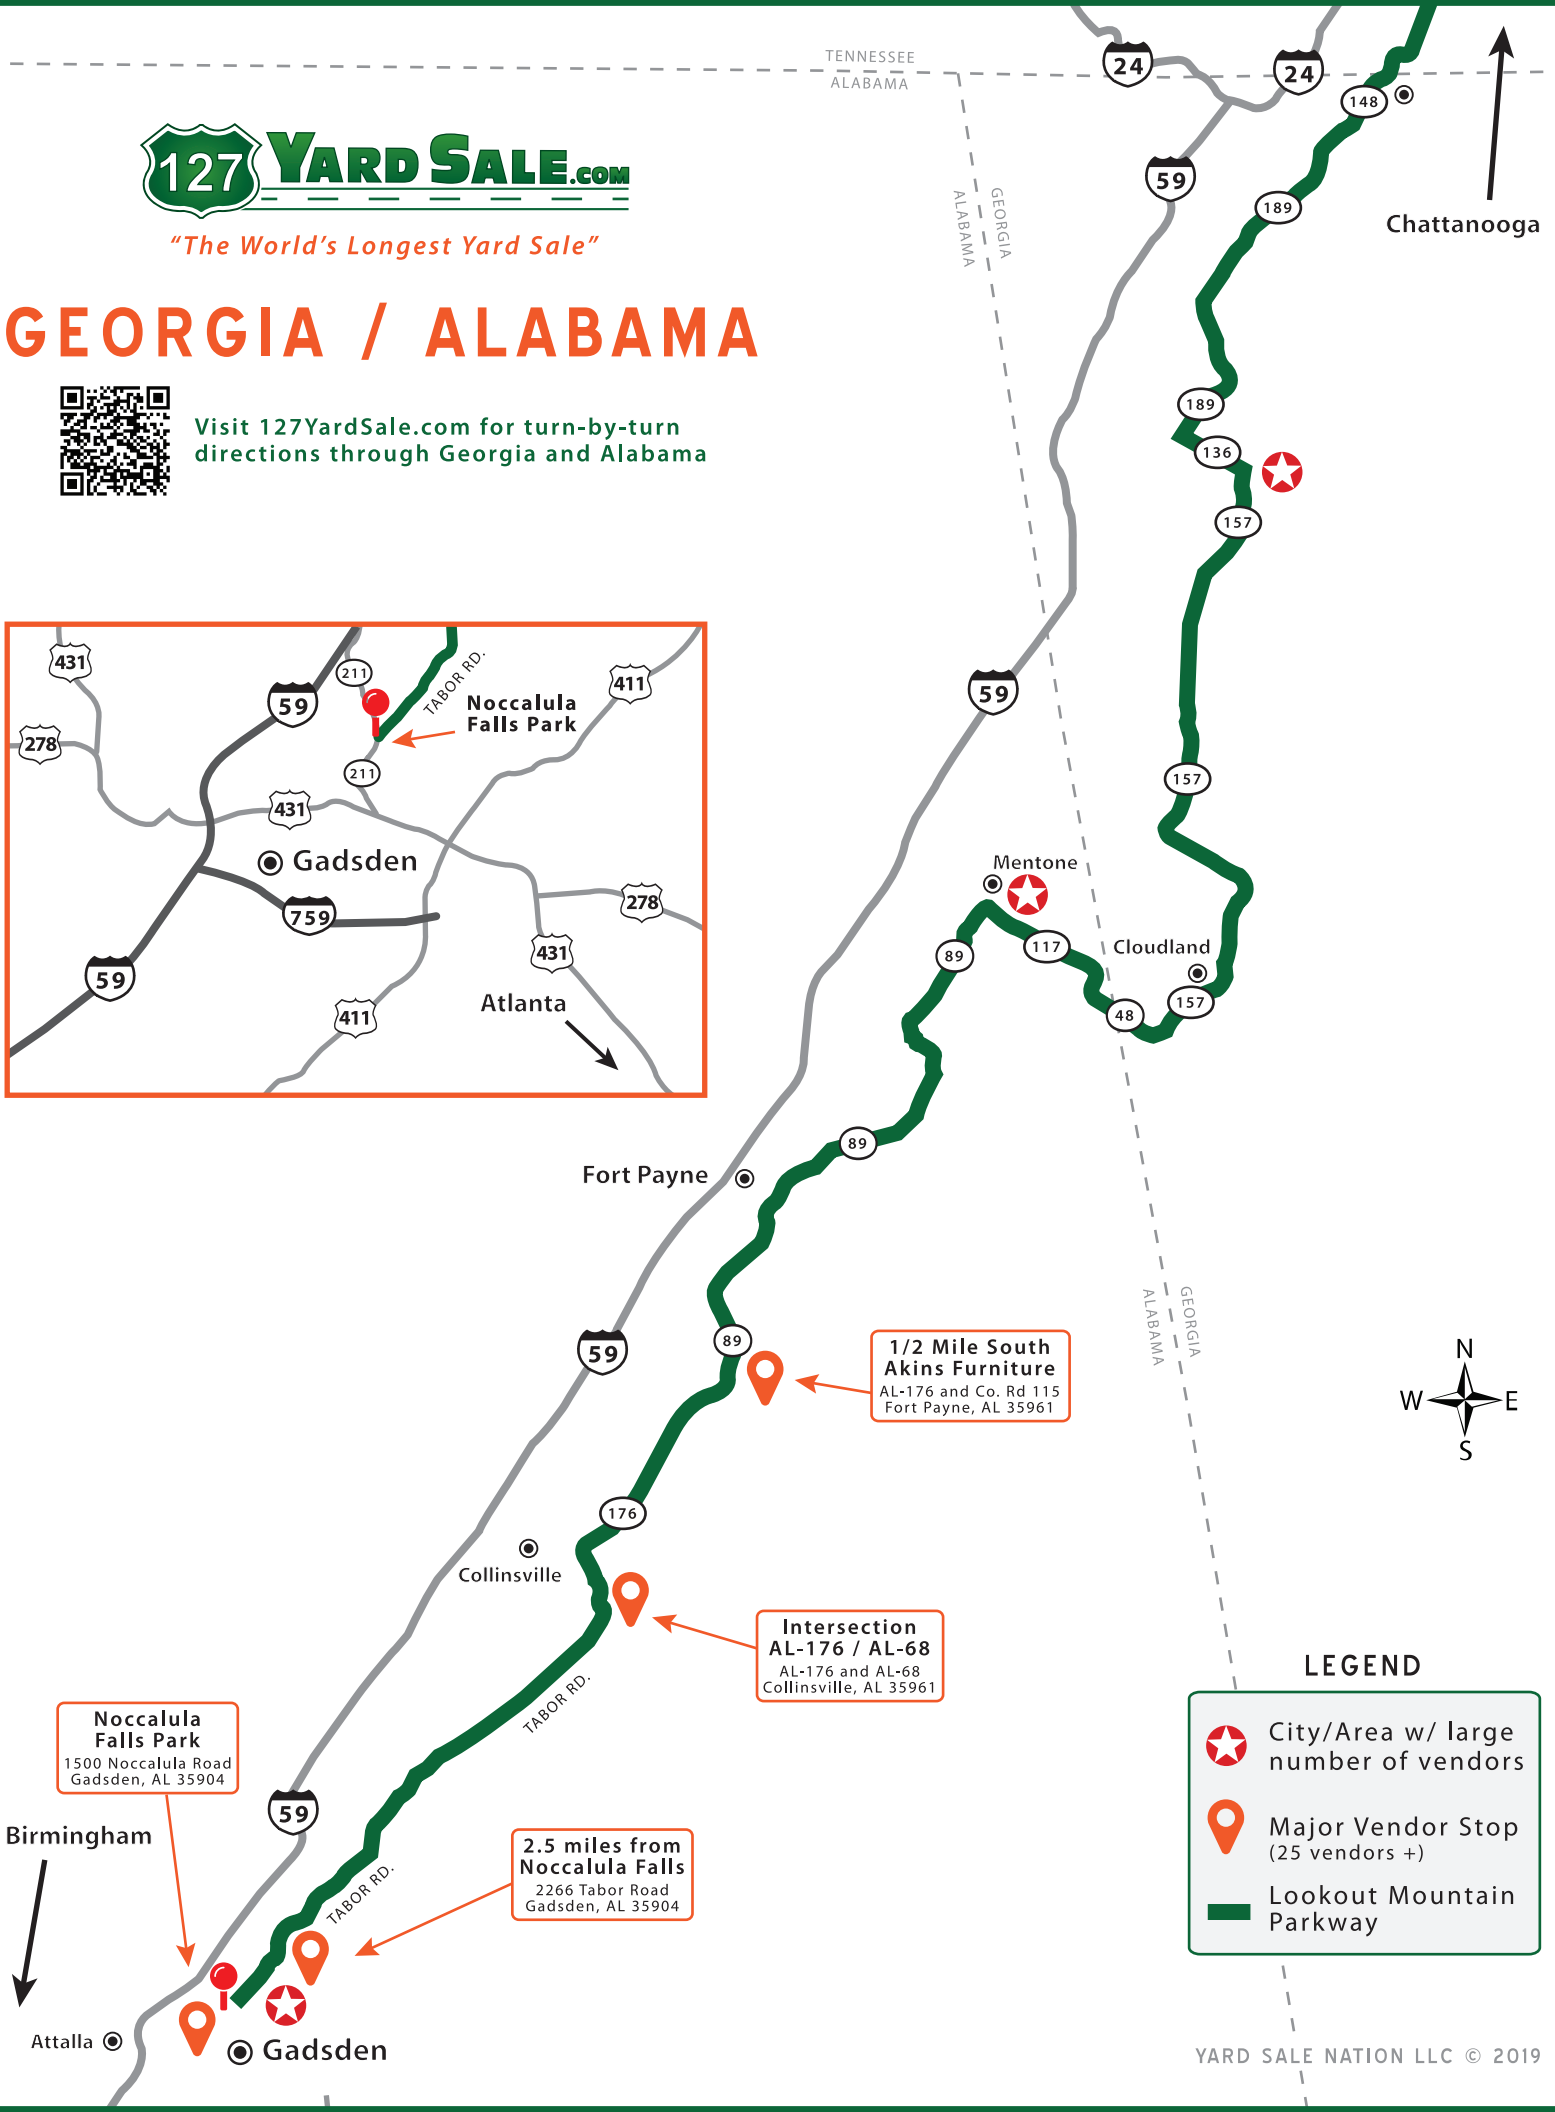 TENNESSEE
ALABAMA
24
24
148
59
127 YARD SALE.COM
“The World’s Longest Yard Sale”
GEORGIA
ALABAMA
189
Chattanooga
GEORGIA / ALABAMA
Visit 127YardSale.com for turn-by-turn
directions through Georgia and Alabama
189
136
157
431
59
211
TABOR RD.
411
Noccalula
Falls Park
278
211
431
Gadsden
759
278
431
59
Atlanta
411
59
157
Mentone
89
117
Cloudland
157
48
89
Fort Payne
GEORGIA
ALABAMA
59
89
1/2 Mile South
Akins Furniture
AL-176 and Co. Rd 115
Fort Payne, AL 35961
N
W
E
S
176
Collinsville
Intersection
AL-176 / AL-68
AL-176 and AL-68
Collinsville, AL 35961
TABOR RD.
LEGEND
City/Area w/ large
number of vendors
Major Vendor Stop
(25 vendors +)
Lookout Mountain
Parkway
Noccalula
Falls Park
1500 Noccalula Road
Gadsden, AL 35904
59
Birmingham
2.5 miles from
Noccalula Falls
2266 Tabor Road
Gadsden, AL 35904
TABOR RD.
Attalla
Gadsden
YARD SALE NATION LLC © 2019